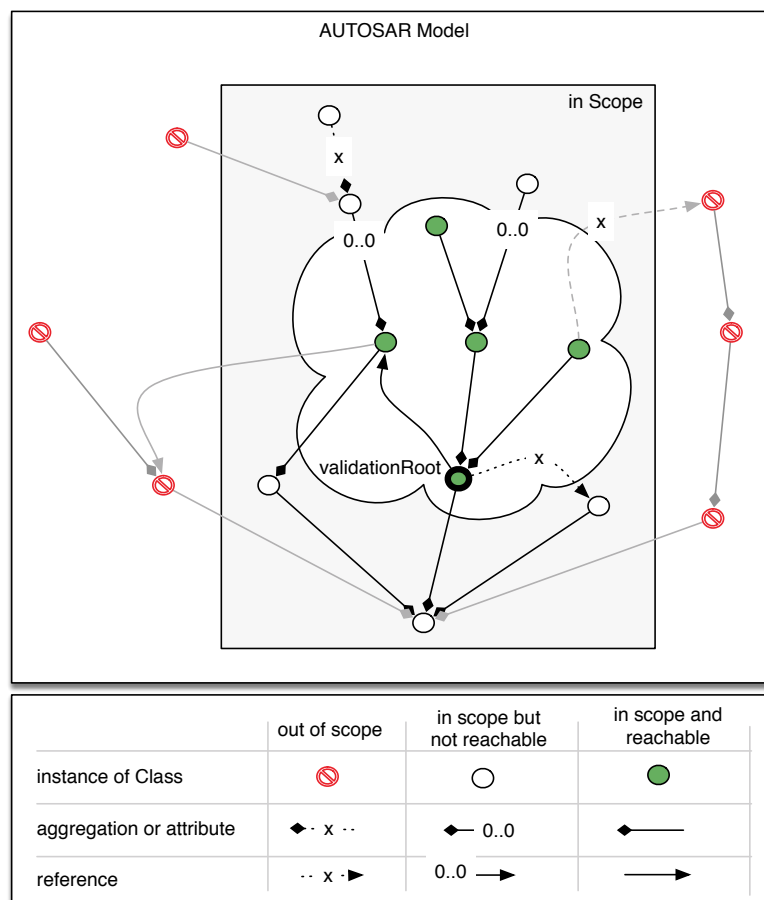 AUTOSAR Model
in Scope
x
x
0..0
0..0
validationRoot
x
out of scope
in scope but
not reachable
in scope and
reachable
instance of Class
aggregation or attribute
x
0..0
reference
x
0..0